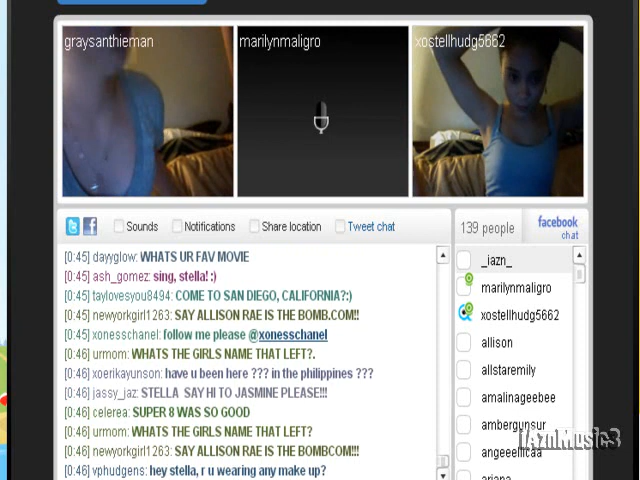 graysanthieman
marilynmaligro
xostellhudg5662
Sounds
Notifications
Share location
Tweet chat
139 people
facebook
chat
[0:45] dayyglow: WHATS UR FAV MOVIE
[0:45] ash_gomez: sing, stella! :)
[0:45] taylovesyou8494: COME TO SAN DIEGO, CALIFORNIA?:)
[0:45] newyorkgirl1263: SAY ALLISON RAE IS THE BOMB.COM!!
[0:45] xonesschanel: follow me please @xonesschanel
[0:46] urmom: WHATS THE GIRLS NAME THAT LEFT?.
[0:46] xoerikayunson: have u been here ??? in the philippines ???
[0:46] jassy_jaz: STELLA SAY HI TO JASMINE PLEASE!!!
[0:46] celerea: SUPER 8 WAS SO GOOD
[0:46] urmom: WHATS THE GIRLS NAME THAT LEFT?
[0:46] newyorkgirl1263: SAY ALLISON RAE IS THE BOMBCOM!!!
[0:46] vphudgens: hey stella, r u wearing any make up?
_iazn_
marilynmaligro
xostellhudg5662
allison
allstaremily
amalinageebee
ambergunsur
angeeellicaa
ariana
IAznMusic3